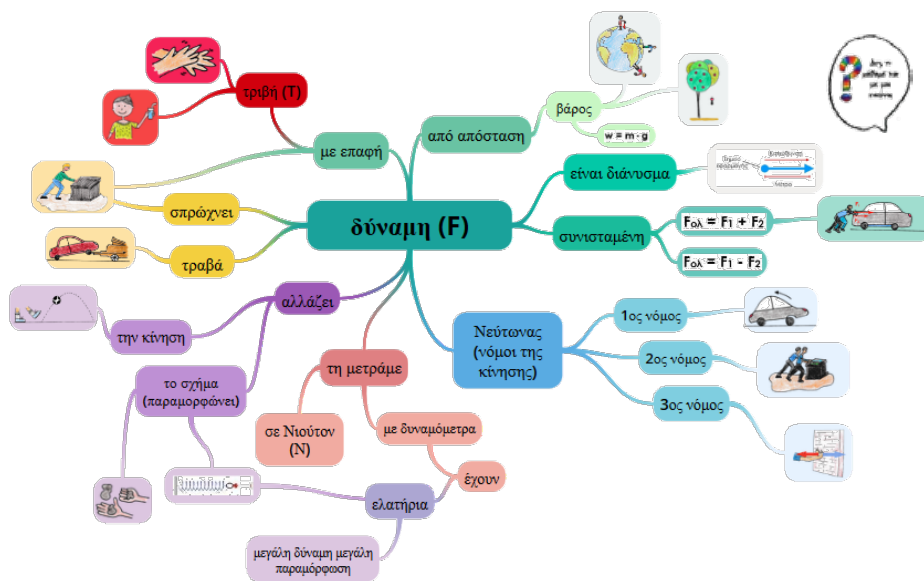 τριβή (Τ)
με επαφή
σπρώχνει
τραβά
από απόσταση
βάρος
w = m · g
είναι διάνυσμα
δύναμη (F)
συνισταμένη
Fολ = F1 + F2
Fολ = F1 - F2
αλλάζει
την κίνηση
το σχήμα
(παραμορφώνει)
τη μετράμε
σε Νιούτον
(Ν)
με δυναμόμετρα
έχουν
ελατήρια
μεγάλη δύναμη μεγάλη
παραμόρφωση
Νεύτωνας
(νόμοι της
κίνησης)
1ος νόμος
2ος νόμος
3ος νόμος